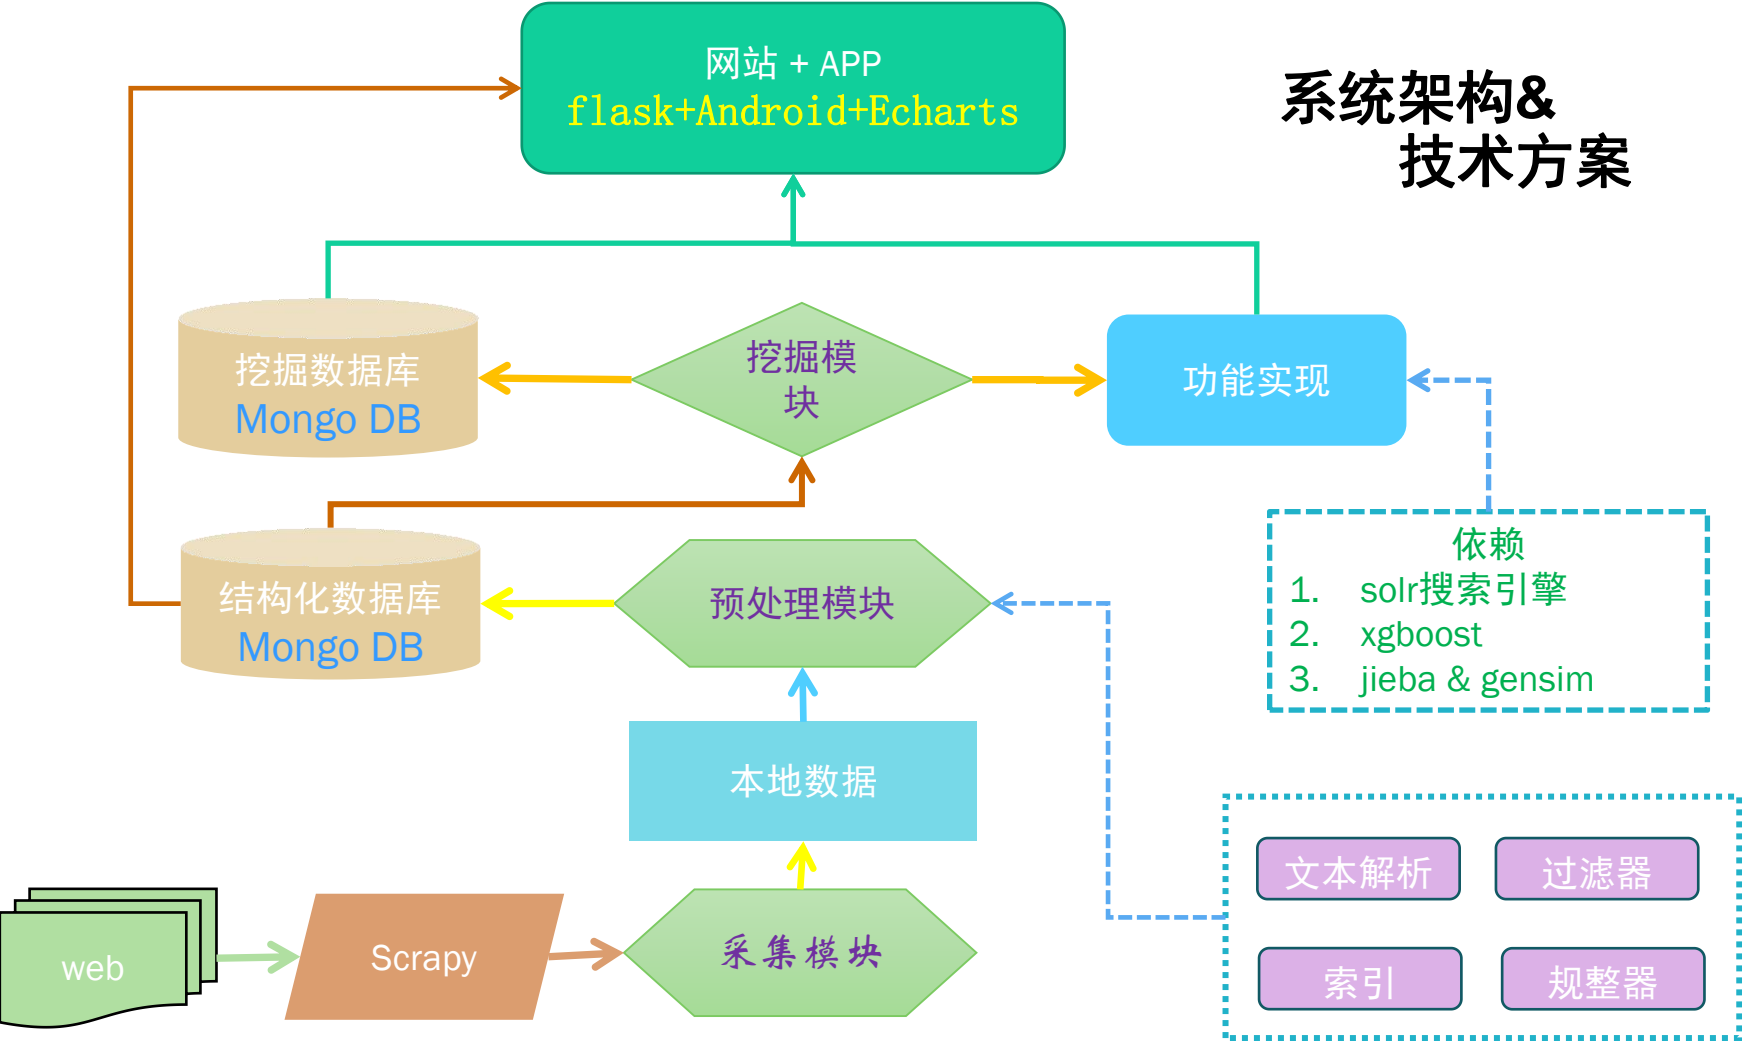 网站 + APP
flask+Android+Echarts
系统架构&
技术方案
挖掘数据库
Mongo DB
挖掘模
块
功能实现
结构化数据库
Mongo DB
预处理模块
依赖
1. solr搜索引擎
2. xgboost
3. jieba & gensim
本地数据
文本解析
过滤器
web
Scrapy
采集模块
索引
规整器